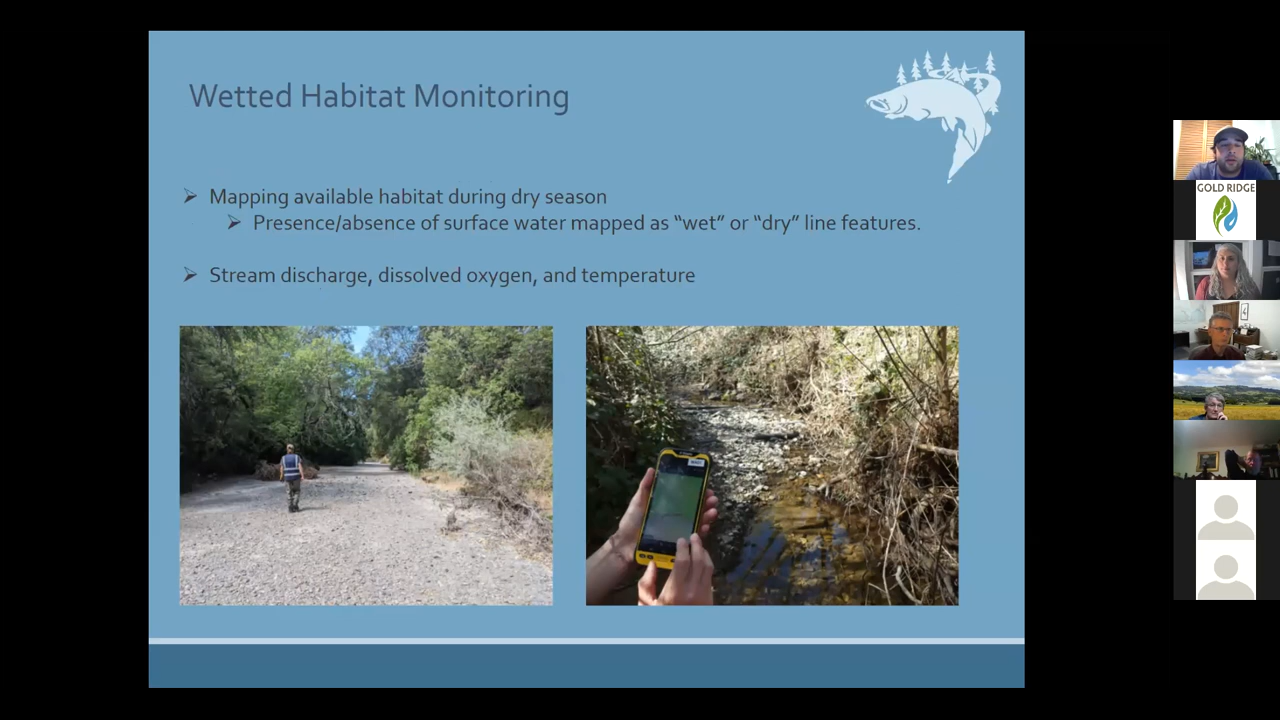 Wetted Habitat Monitoring
Mapping available habitat during dry season
Presence/absence of surface water mapped as “wet” or “dry” line features.
Stream discharge, dissolved oxygen, and temperature
GOLD RIDGE